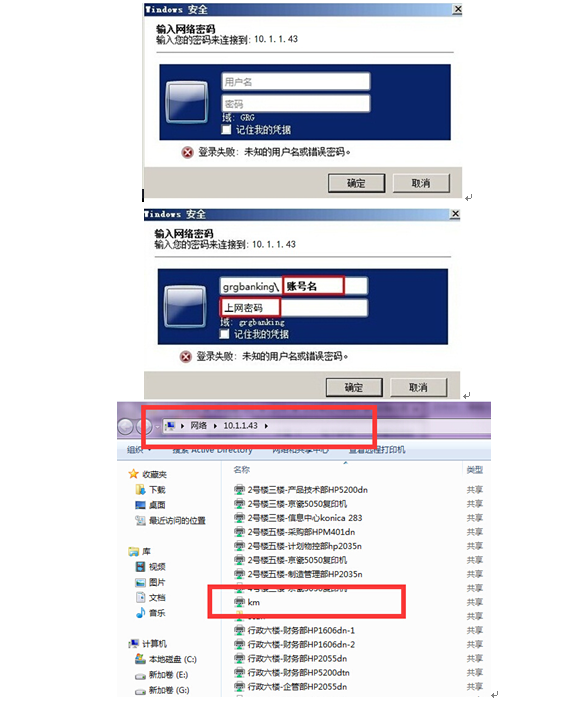 Windows 安全
输入网络密码
输入您的密码来连接到: 10.1.1.43
用户名
密码
域: GRG
记住我的凭据
登录失败: 未知的用户名或错误密码。
确定 取消
Windows 安全
输入网络密码
输入您的密码来连接到: 10.1.1.43
grgbanking\ 账号名
上网密码
域: grgbanking
记住我的凭据
登录失败: 未知的用户名或错误密码。
确定 取消
网络 10.1.1.43
组织 搜索 Active Directory 网络和共享中心 查看远程打印机
名称 类型
收藏夹
下载
桌面
最近访问的位置
库
视频
图片
文档
音乐
计算机
本地磁盘 (C:)
新加卷 (E:)
新加卷 (G:)
2号楼三楼-产品技术部HP5200dn 共享
2号楼三楼-京瓷5050复印机 共享
2号楼三楼-信息中心konica 283 共享
2号楼五楼-采购部HPM401dn 共享
2号楼五楼-计划物控部hp2035n 共享
2号楼五楼-京瓷5050复印机 共享
2号楼五楼-制造管理部HP2035n 共享
4号楼三楼-京瓷5050复印机 共享
km 共享
共享
行政六楼-财务部HP1606dn-1 共享
行政六楼-财务部HP1606dn-2 共享
行政六楼-财务部HP2055dn 共享
行政六楼-财务部HP5200dtn 共享
行政六楼-企管部HP2055dn 共享